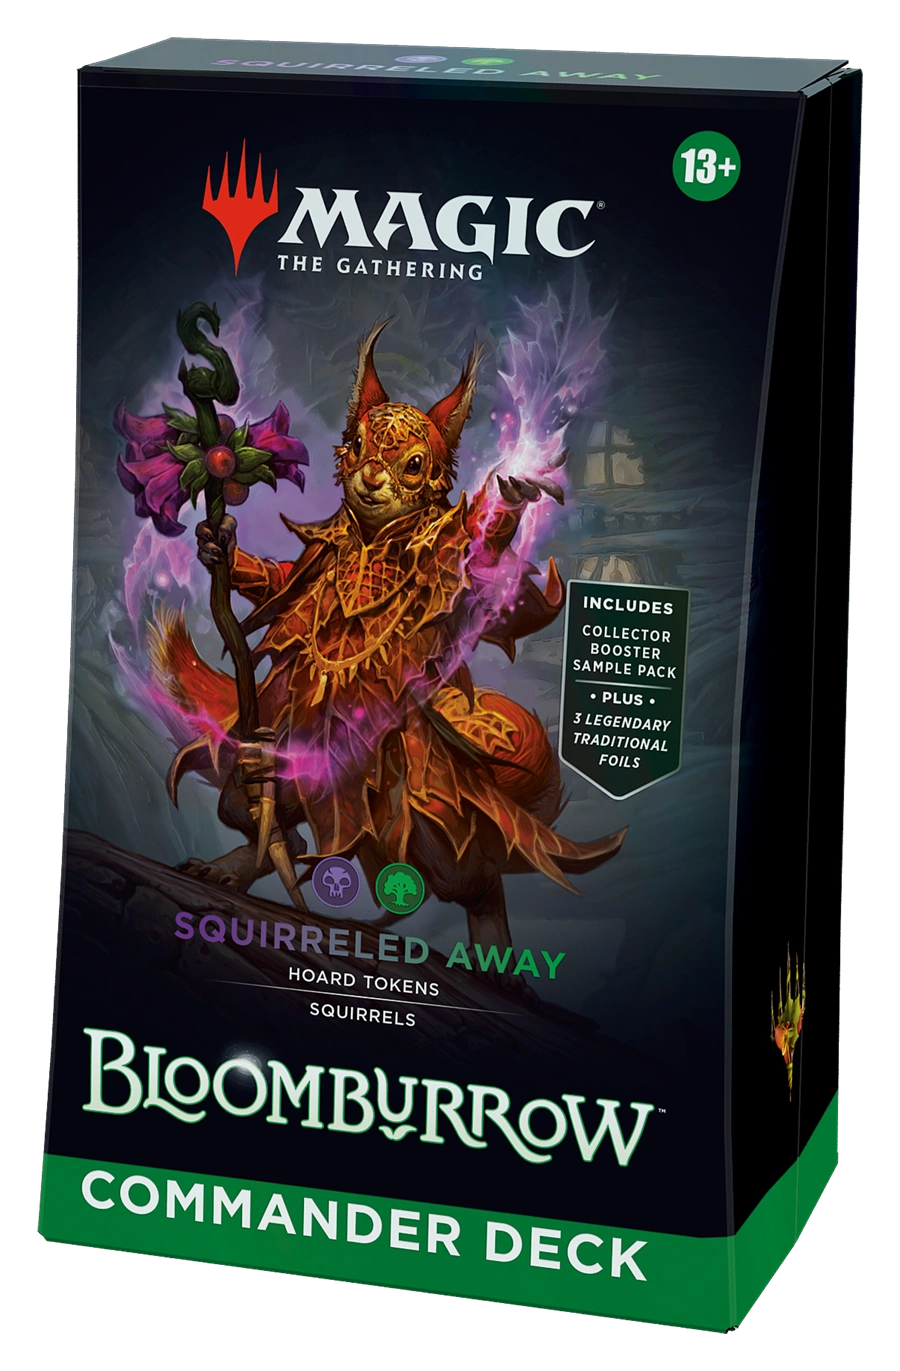 SQUIRRELED AWAY
13+
MAGIC®
THE GATHERING
INCLUDES
COLLECTOR
BOOSTER
SAMPLE PACK
• PLUS •
3 LEGENDARY
TRADITIONAL
FOILS
SQUIRRELED AWAY
HOARD TOKENS
SQUIRRELS
BLOOMBURROW™
COMMANDER DECK